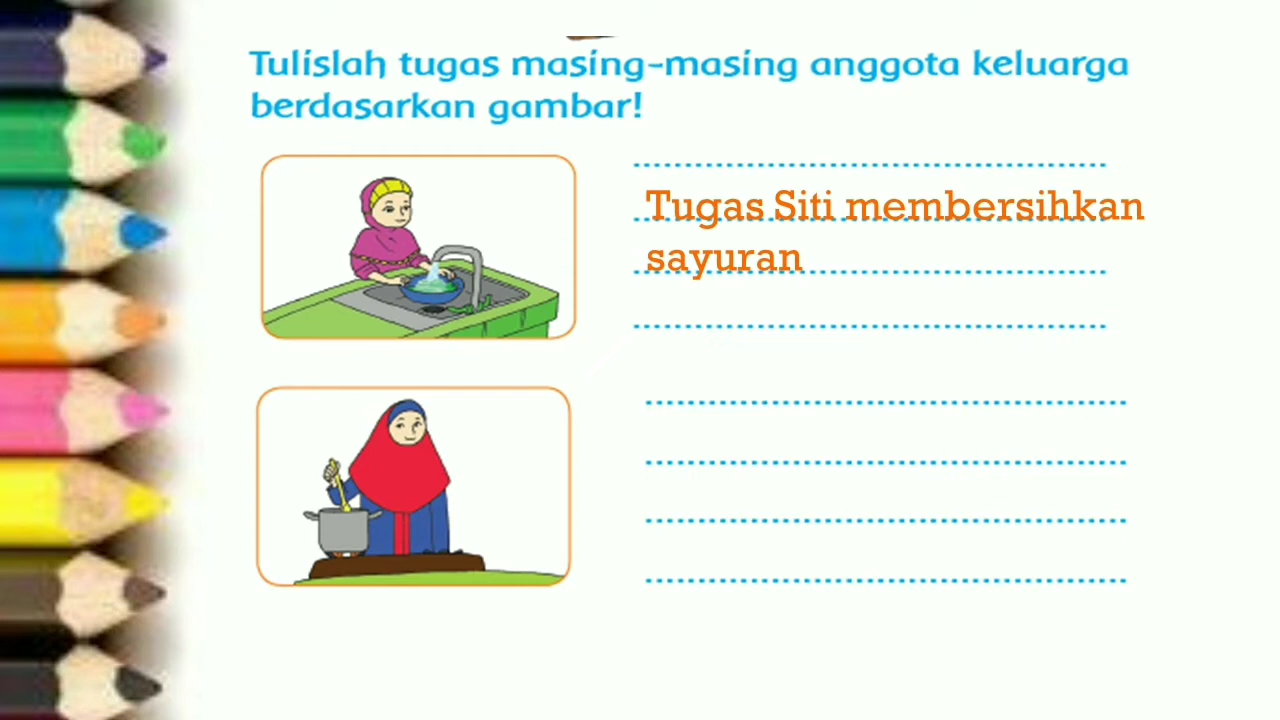 Tulislah tugas masing-masing anggota keluarga
berdasarkan gambar!
Tugas Siti membersihkan
sayuran